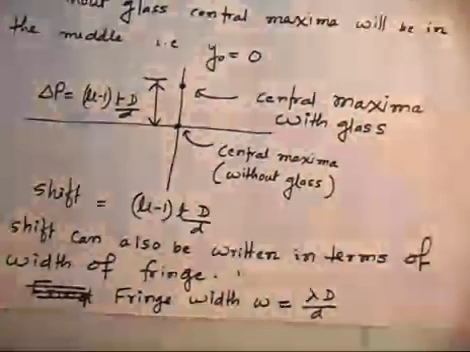 glass central maxima will be in
the middle i.e y₀ = 0
ΔP = (μ-1) t D/d
central maxima
with glass
central maxima
(without glass)
shift = (μ-1) t D/d
shift can also be written in terms of
width of fringe.
Fringe width ω = λD/d